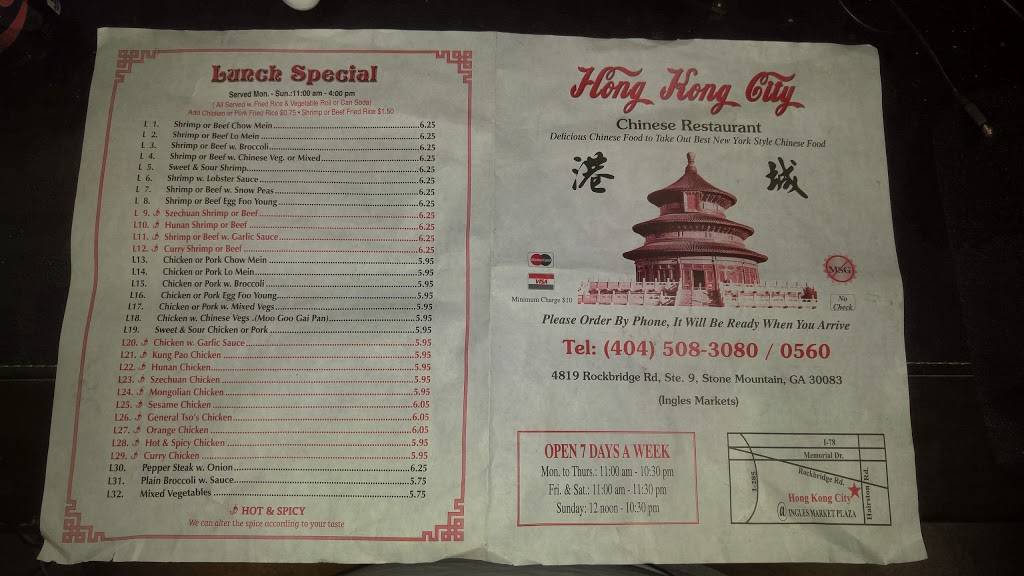 Lunch Special
Served Mon. - Sun.:11:00 am - 4:00 pm
( All Served w. Fried Rice & Vegetable Roll or Can Soda)
Add Chicken or Pork Fried Rice $0.75 • Shrimp or Beef Fried Rice $1.50
L 1. Shrimp or Beef Chow Mein 6.25
L 2. Shrimp or Beef Lo Mein 6.25
L 3. Shrimp or Beef w. Broccoli 6.25
L 4. Shrimp or Beef w. Chinese Veg. or Mixed 6.25
L 5. Sweet & Sour Shrimp 6.25
L 6. Shrimp w. Lobster Sauce 6.25
L 7. Shrimp or Beef w. Snow Peas 6.25
L 8. Shrimp or Beef Egg Foo Young 6.25
L 9. Szechuan Shrimp or Beef 6.25
L10. Hunan Shrimp or Beef 6.25
L11. Shrimp or Beef w. Garlic Sauce 6.25
L12. Curry Shrimp or Beef 6.25
L13. Chicken or Pork Chow Mein 5.95
L14. Chicken or Pork Lo Mein 5.95
L15. Chicken or Pork w. Broccoli 5.95
L16. Chicken or Pork Egg Foo Young 5.95
L17. Chicken or Pork w. Mixed Vegs 5.95
L18. Chicken w. Chinese Vegs .(Moo Goo Gai Pan) 5.95
L19. Sweet & Sour Chicken or Pork 5.95
L20. Chicken w. Garlic Sauce 5.95
L21. Kung Pao Chicken 5.95
L22. Hunan Chicken 5.95
L23. Szechuan Chicken 5.95
L24. Mongolian Chicken 5.95
L25. Sesame Chicken 6.05
L26. General Tso's Chicken 6.05
L27. Orange Chicken 6.05
L28. Hot & Spicy Chicken 5.95
L29. Curry Chicken 5.95
L30. Pepper Steak w. Onion 6.25
L31. Plain Broccoli w. Sauce 5.75
L32. Mixed Vegetables 5.75
HOT & SPICY
We can alter the spice according to your taste
Hong Kong City
Chinese Restaurant
Delicious Chinese Food to Take Out Best New York Style Chinese Food
港 城
VISA
Minimum Charge $10
MSG
No
Check
Please Order By Phone, It Will Be Ready When You Arrive
Tel: (404) 508-3080 / 0560
4819 Rockbridge Rd, Ste. 9, Stone Mountain, GA 30083
(Ingles Markets)
OPEN 7 DAYS A WEEK
Mon. to Thurs.: 11:00 am - 10:30 pm
Fri. & Sat.: 11:00 am - 11:30 pm
Sunday: 12 noon - 10:30 pm
I-78
Memorial Dr.
Rockbridge Rd.
I-285
Hairston Rd.
Hong Kong City
@ INGLES MARKET PLAZA